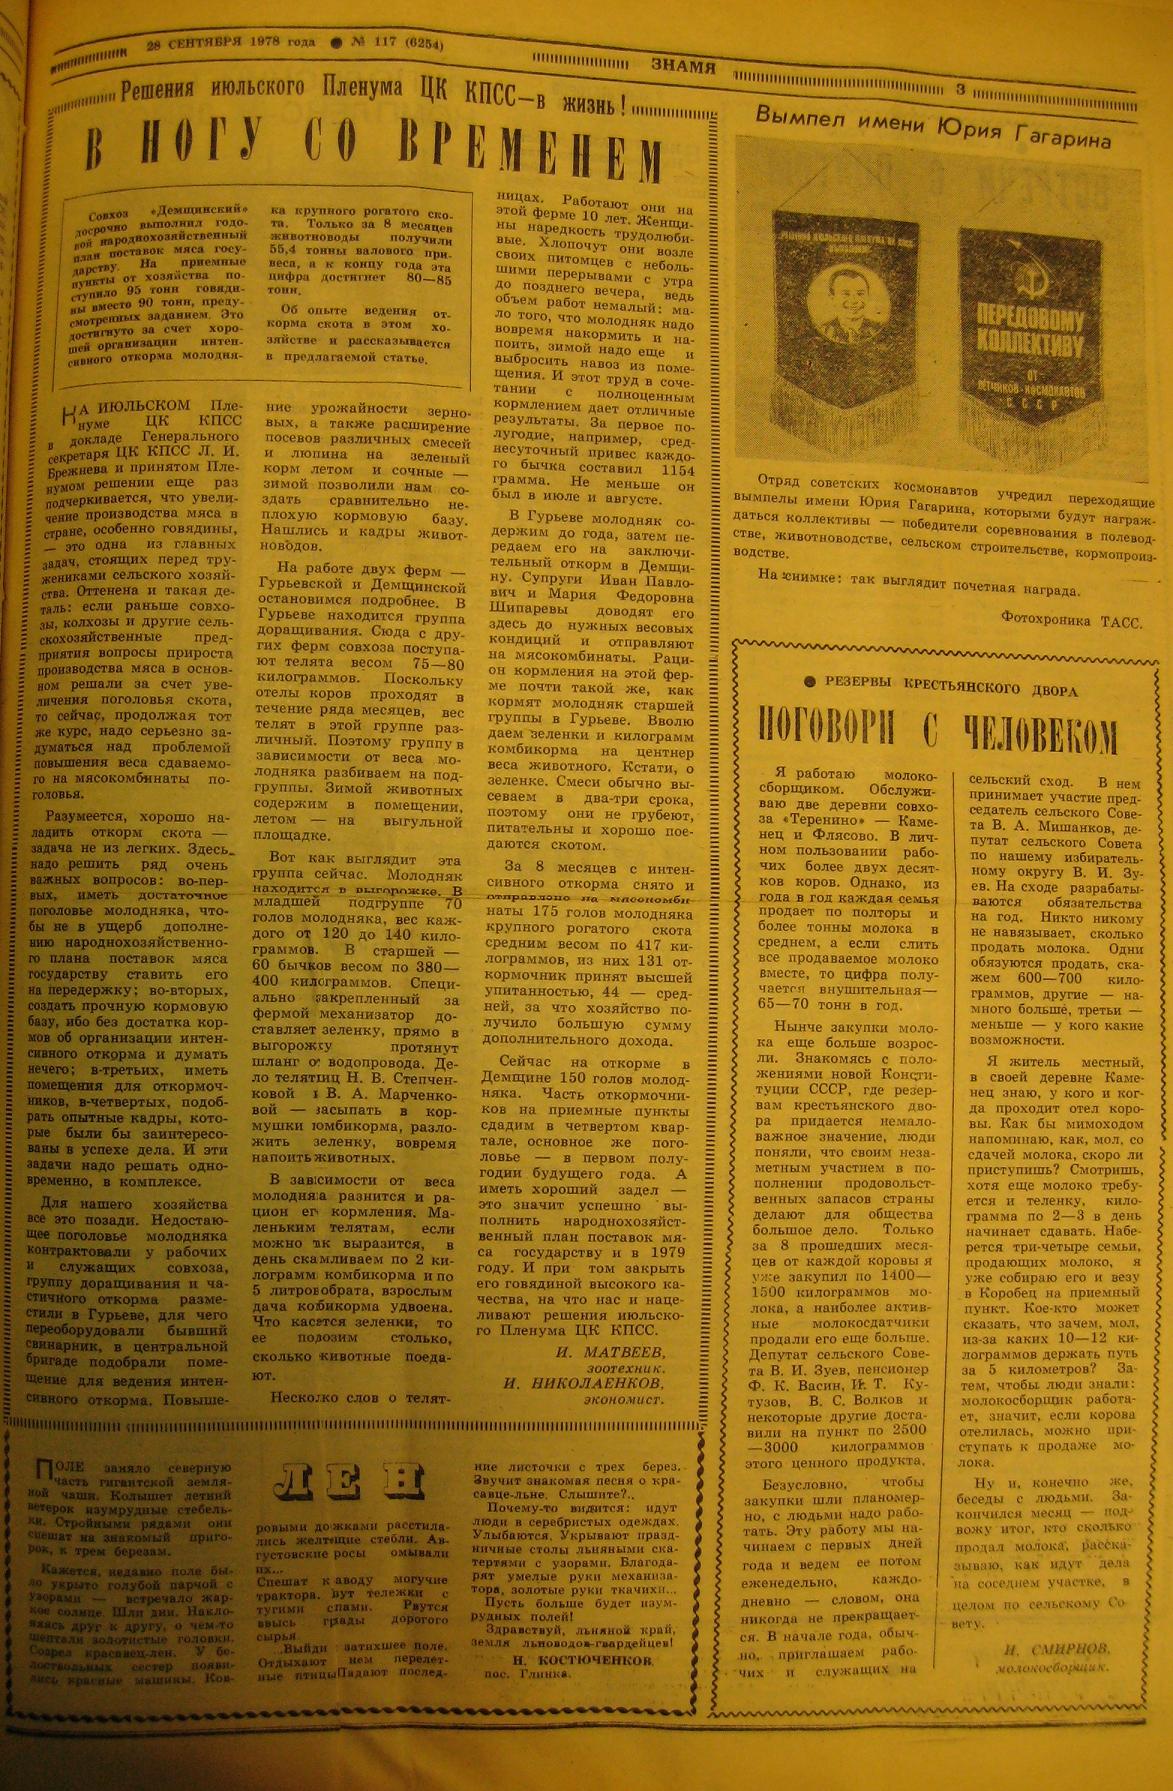 28 СЕНТЯБРЯ 1978 года ● № 117 (6254)
ЗНАМЯ
3
Решения июльского Пленума ЦК КПСС—в жизнь!
В НОГУ СО ВРЕМЕНЕМ
Совхоз «Демщинский»
досрочно выполнил годо-
вой народнохозяйственный
план поставок мяса госу-
дарству. На приемные
пункты от хозяйства по-
ступило 95 тонн говяди-
ны вместо 90 тонн, преду-
смотренных заданием. Это
достигнуто за счет хоро-
шей организации интен-
сивного откорма молодня-
ка крупного рогатого ско-
та. Только за 8 месяцев
животноводы получили
55,4 тонны валового при-
веса, а к концу года эта
цифра достигнет 80—85
тонн.
Об опыте ведения от-
корма скота в этом хо-
зяйстве и рассказывается
в предлагаемой статье.
НА ИЮЛЬСКОМ Пле-
нуме ЦК КПСС
в докладе Генерального
секретаря ЦК КПСС Л. И.
Брежнева и принятом Пле-
нумом решении еще раз
подчеркивается, что увели-
чение производства мяса в
стране, особенно говядины,
— это одна из главных
задач, стоящих перед тру-
жениками сельского хозяй-
ства. Оттенена и такая де-
таль: если раньше совхо-
зы, колхозы и другие сель-
скохозяйственные пред-
приятия вопросы прироста
производства мяса в основ-
ном решали за счет уве-
личения поголовья скота,
то сейчас, продолжая тот
же курс, надо серьезно за-
думаться над проблемой
повышения веса сдаваемо-
го на мясокомбинаты по-
головья.
Разумеется, хорошо на-
ладить откорм скота —
задача не из легких. Здесь
надо решить ряд очень
важных вопросов: во-пер-
вых, иметь достаточное
поголовье молодняка, что-
бы не в ущерб дополне-
нию народнохозяйственно-
го плана поставок мяса
государству ставить его
на передержку; во-вторых,
создать прочную кормовую
базу, ибо без достатка кор-
мов об организации интен-
сивного откорма и думать
нечего; в-третьих, иметь
помещения для откормоч-
ников, в-четвертых, подоб-
рать опытные кадры, кото-
рые были бы заинтересо-
ваны в успехе дела. И эти
задачи надо решать одно-
временно, в комплексе.
Для нашего хозяйства
все это позади. Недостаю-
щее поголовье молодняка
контрактовали у рабочих
и служащих совхоза,
группу доращивания и ча-
стичного откорма разме-
стили в Гурьеве, для чего
переоборудовали бывший
свинарник, в центральной
бригаде подобрали поме-
щение для ведения интен-
сивного откорма. Повыше-
ние урожайности зерно-
вых, а также расширение
посевов различных смесей
и люпина на зеленый
корм летом и сочные —
зимой позволили нам со-
здать сравнительно не-
плохую кормовую базу.
Нашлись и кадры живот-
новодов.
На работе двух ферм —
Гурьевской и Демщинской
остановимся подробнее. В
Гурьеве находится группа
доращивания. Сюда с дру-
гих ферм совхоза поступа-
ют телята весом 75—80
килограммов. Поскольку
отелы коров проходят в
течение ряда месяцев, вес
телят в этой группе раз-
личный. Поэтому группу в
зависимости от веса мо-
лодняка разбиваем на под-
группы. Зимой животных
содержим в помещении,
летом — на выгульной
площадке.
Вот как выглядит эта
группа сейчас. Молодняк
находится в выгорожке. В
младшей подгруппе 70
голов молодняка, вес каж-
дого от 120 до 140 кило-
граммов. В старшей —
60 бычков весом по 380—
400 килограммов. Специ-
ально закрепленный за
фермой механизатор до-
ставляет зеленку, прямо в
выгорожку протянут
шланг от водопровода. Де-
ло телятниц Н. В. Степчен-
ковой и В. А. Марченко-
вой — засыпать в кор-
мушки комбикорма, разло-
жить зеленку, вовремя
напоить животных.
В зависимости от веса
молодняка разнится и ра-
цион его кормления. Ма-
леньким телятам, если
можно так выразится, в
день скармливаем по 2 ки-
лограмма комбикорма и по
5 литров обрата, взрослым
дача комбикорма удвоена.
Что касается зеленки, то
ее подвозим столько,
сколько животные поеда-
ют.
Несколько слов о телят-
ницах. Работают они на
этой ферме 10 лет. Женщи-
ны наредкость трудолюби-
вые. Хлопочут они возле
своих питомцев с неболь-
шими перерывами с утра
до позднего вечера, ведь
объем работ немалый: ма-
ло того, что молодняк надо
вовремя накормить и на-
поить, зимой надо еще и
выбросить навоз из поме-
щения. И этот труд в соче-
тании с полноценным
кормлением дает отличные
результаты. За первое по-
лугодие, например, сред-
несуточный привес каждо-
го бычка составил 1154
грамма. Не меньше он
был в июле и августе.
В Гурьеве молодняк со-
держим до года, затем пе-
редаем его на заключи-
тельный откорм в Демщи-
ну. Супруги Иван Павло-
вич и Мария Федоровна
Шипаревы доводят его
здесь до нужных весовых
кондиций и отправляют
на мясокомбинаты. Раци-
он кормления на этой фер-
ме почти такой же, как
кормят молодняк старшей
группы в Гурьеве. Вволю
даем зеленки и килограмм
комбикорма на центнер
веса животного. Кстати, о
зеленке. Смеси обычно вы-
севаем в два-три срока,
поэтому они не грубеют,
питательны и хорошо пое-
даются скотом.
За 8 месяцев с интен-
сивного откорма снято и
отправлено на мясокомби-
наты 175 голов молодняка
крупного рогатого скота
средним весом по 417 ки-
лограммов, из них 131 от-
кормочник принят высшей
упитанностью, 44 — сред-
ней, за что хозяйство по-
лучило большую сумму
дополнительного дохода.
Сейчас на откорме в
Демщине 150 голов молод-
няка. Часть откормочни-
ков на приемные пункты
сдадим в четвертом квар-
тале, основное же пого-
ловье — в первом полу-
годии будущего года. А
иметь хороший задел —
это значит успешно вы-
полнить народнохозяйст-
венный план поставок мя-
са государству и в 1979
году. И при том закрыть
его говядиной высокого ка-
чества, на что нас и наце-
ливают решения июльско-
го Пленума ЦК КПСС.
И. МАТВЕЕВ,
зоотехник.
И. НИКОЛАЕНКОВ,
экономист.
Вымпел имени Юрия Гагарина
ПЕРЕДОВОМУ
КОЛЛЕКТИВУ
ОТ
ЛЕТЧИКОВ-КОСМОНАВТОВ
СССР
Отряд советских космонавтов учредил переходящие
вымпелы имени Юрия Гагарина, которыми будут награж-
даться коллективы — победители соревнования в полевод-
стве, животноводстве, сельском строительстве, кормопроиз-
водстве.
На снимке: так выглядит почетная награда.
Фотохроника ТАСС.
● РЕЗЕРВЫ КРЕСТЬЯНСКОГО ДВОРА
ПОГОВОРИ С ЧЕЛОВЕКОМ
Я работаю молоко-
сборщиком. Обслужи-
ваю две деревни совхо-
за «Теренино» — Каме-
нец и Флясово. В лич-
ном пользовании рабо-
чих более двух десят-
ков коров. Однако, из
года в год каждая семья
продает по полторы и
более тонны молока в
среднем, а если слить
все продаваемое молоко
вместе, то цифра полу-
чается внушительная—
65—70 тонн в год.
Нынче закупки моло-
ка еще больше возрос-
ли. Знакомясь с поло-
жениями новой Консти-
туции СССР, где резер-
вам крестьянского дво-
ра придается немало-
важное значение, люди
поняли, что своим неза-
метным участием в по-
полнении продовольст-
венных запасов страны
делают для общества
большое дело. Только
за 8 прошедших меся-
цев от каждой коровы я
уже закупил по 1400—
1500 килограммов мо-
лока, а наиболее актив-
ные молокосдатчики
продали его еще больше.
Депутат сельского Сове-
та В. И. Зуев, пенсионер
Ф. К. Васин, И. Т. Ку-
тузов, В. С. Волков и
некоторые другие доста-
вили на пункт по 2500
—3000 килограммов
этого ценного продукта.
Безусловно, чтобы
закупки шли планомер-
но, с людьми надо рабо-
тать. Эту работу мы на-
чинаем с первых дней
года и ведем ее потом
еженедельно, каждо-
дневно — словом, она
никогда не прекращает-
ся. В начале года, обыч-
но, приглашаем рабо-
чих и служащих на
сельский сход. В нем
принимает участие пред-
седатель сельского Сове-
та В. А. Мишанков, де-
путат сельского Совета
по нашему избиратель-
ному округу В. И. Зу-
ев. На сходе разрабаты-
ваются обязательства
на год. Никто никому
не навязывает, сколько
продать молока. Одни
обязуются продать, ска-
жем 600—700 кило-
граммов, другие — на-
много больше, третьи —
меньше — у кого какие
возможности.
Я житель местный,
в своей деревне Каме-
нец знаю, у кого и ког-
да проходит отел коро-
вы. Как бы мимоходом
напоминаю, как, мол, со
сдачей молока, скоро ли
приступишь? Смотришь,
хотя еще молоко требу-
ется и теленку, кило-
грамма по 2—3 в день
начинает сдавать. Набе-
рется три-четыре семьи,
продающих молоко, я
уже собираю его и везу
в Коробец на приемный
пункт. Кое-кто может
сказать, что зачем, мол,
из-за каких 10—12 ки-
лограммов держать путь
за 5 километров? За-
тем, чтобы люди знали:
молокосборщик работа-
ет, значит, если корова
отелилась, можно при-
ступать к продаже мо-
лока.
Ну и, конечно же,
беседы с людьми. За-
кончился месяц — под-
вожу итог, кто сколько
продал молока, расска-
зываю, как идут дела
на соседнем участке, в
целом по сельскому Со
вету.
И. СМИРНОВ,
молокосборщик.
ЛЕН
ПОЛЕ заняло северную
часть гигантской земля-
ной чаши. Колышет летний
ветерок изумрудные стебель-
ки. Стройными рядами они
спешат на знакомый приго-
рок, к трем березам.
Кажется, недавно поле бы-
ло укрыто голубой парчой с
узорами — встречало жар-
кое солнце. Шли дни. Накло-
няясь друг к другу, о чем-то
шептали золотистые головки.
Созрел красавец-лен. У бе-
лоствольных сестер появи-
лись красные машины. Ков-
ровыми дорожками расстила-
лись желтеющие стебли. Ав-
густовские росы омывали
их...
Спешат к заводу могучие
трактора. Везут тележки с
тугими снопами. Рвутся
ввысь гряды дорогого
сырья.
...Выйди в затихшее поле.
Отдыхают в нем перелет-
ные птицы. Падают послед-
ние листочки с трех берез.
Звучит знакомая песня о кра-
савце-льне. Слышите?..
Почему-то видится: идут
люди в серебристых одеждах.
Улыбаются. Укрывают празд-
ничные столы льняными ска-
тертями с узорами. Благода-
рят умелые руки механиза-
тора, золотые руки ткачихи...
Пусть больше будет изум-
рудных полей!
Здравствуй, льняной край,
земля льноводов-гвардейцев!
Н. КОСТЮЧЕНКОВ.
пос. Глинка.